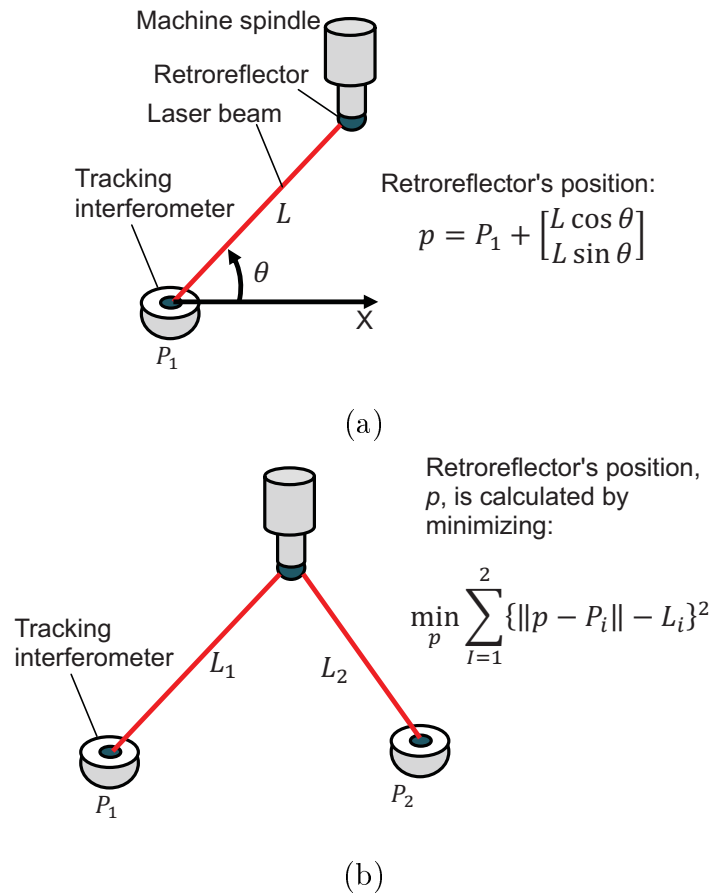 Machine spindle
Retroreflector
Laser beam
Tracking
interferometer
L
θ
X
P₁
Retroreflector's position:
p = P₁ + [L cos θ
L sin θ]
(a)
Retroreflector's position,
p, is calculated by
minimizing:
min_p ∑_{I=1}^{2} {‖p − Pᵢ‖ − Lᵢ}²
Tracking
interferometer
L₁
L₂
P₁
P₂
(b)